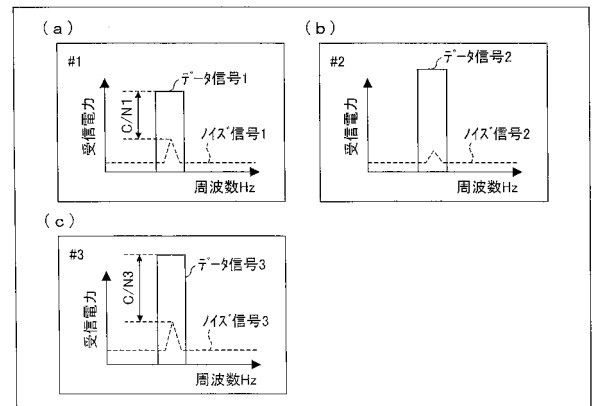 (a)
#1
データ信号1
C/N1
ノイズ信号1
受信電力
周波数Hz
(b)
#2
データ信号2
ノイズ信号2
受信電力
周波数Hz
(c)
#3
データ信号3
C/N3
ノイズ信号3
受信電力
周波数Hz